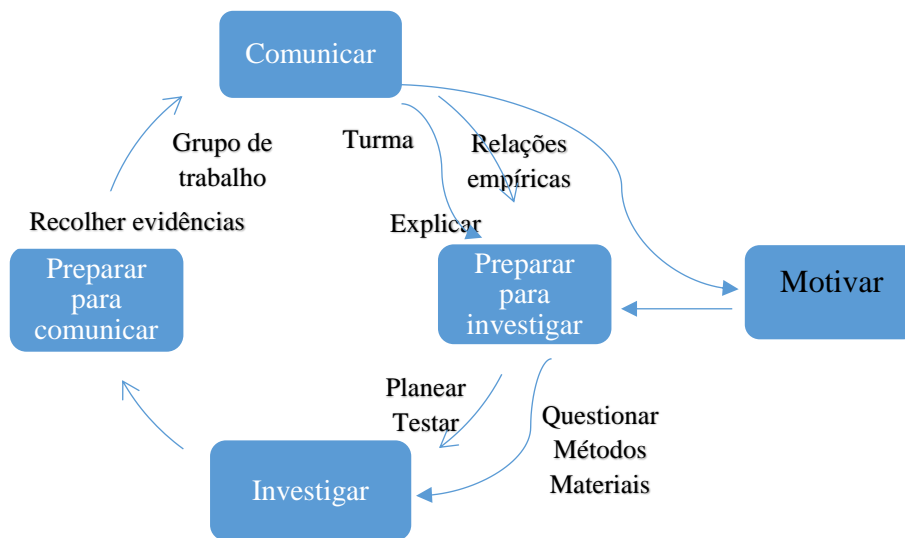 Comunicar
Grupo de
trabalho
Turma
Relações
empíricas
Recolher evidências
Explicar
Preparar
para
comunicar
Preparar
para
investigar
Motivar
Planear
Testar
Questionar
Métodos
Materiais
Investigar